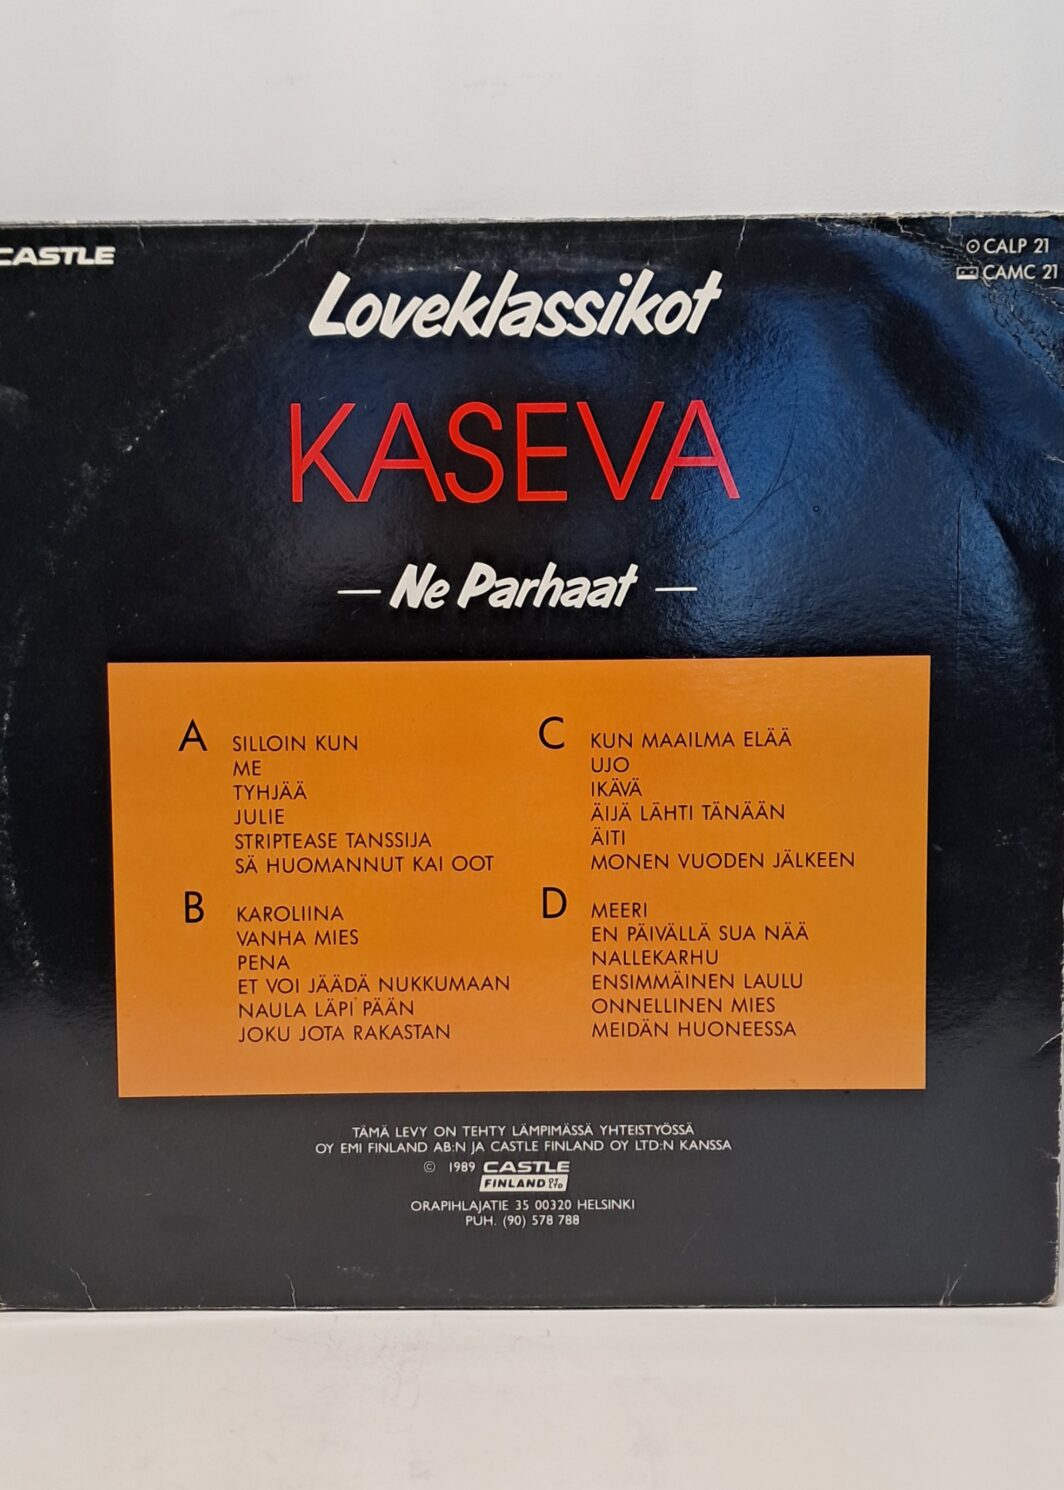 CASTLE
CALP 21
CAMC 21
Loveklassikot
KASEVA
— Ne Parhaat —
A
SILLOIN KUN
ME
TYHJÄÄ
JULIE
STRIPTEASE TANSSIJA
SÄ HUOMANNUT KAI OOT
B
KAROLIINA
VANHA MIES
PENA
ET VOI JÄÄDÄ NUKKUMAAN
NAULA LÄPI PÄÄN
JOKU JOTA RAKASTAN
C
KUN MAAILMA ELÄÄ
UJO
IKÄVÄ
ÄIJÄ LÄHTI TÄNÄÄN
ÄITI
MONEN VUODEN JÄLKEEN
D
MEERI
EN PÄIVÄLLÄ SUA NÄÄ
NALLEKARHU
ENSIMMÄINEN LAULU
ONNELLINEN MIES
MEIDÄN HUONEESSA
TÄMÄ LEVY ON TEHTY LÄMPIMÄSSÄ YHTEISTYÖSSÄ
OY EMI FINLAND AB:N JA CASTLE FINLAND OY LTD:N KANSSA
© 1989 CASTLE
FINLAND OY LTD
ORAPIHLAJATIE 35 00320 HELSINKI
PUH. (90) 578 788